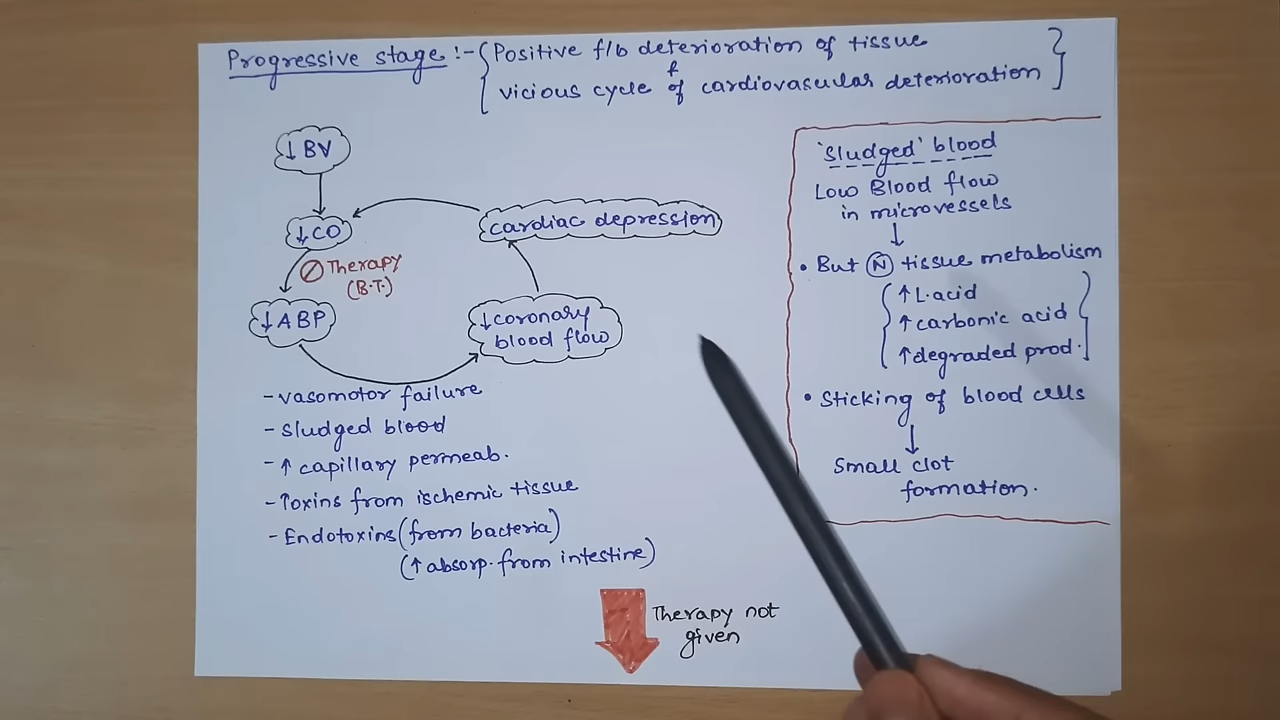 Progressive stage :- Positive f/b deterioration of tissue
&
vicious cycle of cardiovascular deterioration
↓ BV
↓ CO
Therapy
(B.T.)
↓ ABP
cardiac depression
↓ coronary
blood flow
- vasomotor failure
- sludged blood
- ↑ capillary permeab.
- Toxins from ischemic tissue
- Endotoxins (from bacteria)
(↑ absorp. from intestine)
Therapy not
given
'sludged' blood
Low Blood flow
in microvessels
↓
• But N tissue metabolism
↑ L. acid
↑ carbonic acid
↑ degraded prod.
• Sticking of blood cells
↓
Small clot
formation.